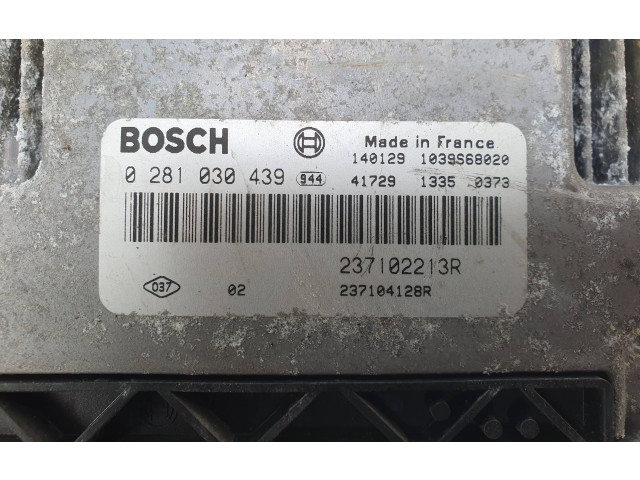 BOSCH Made in France
140129 1039S68020
0 281 030 439 944 41729 1335 0373
237102213R
037 02 237104128R